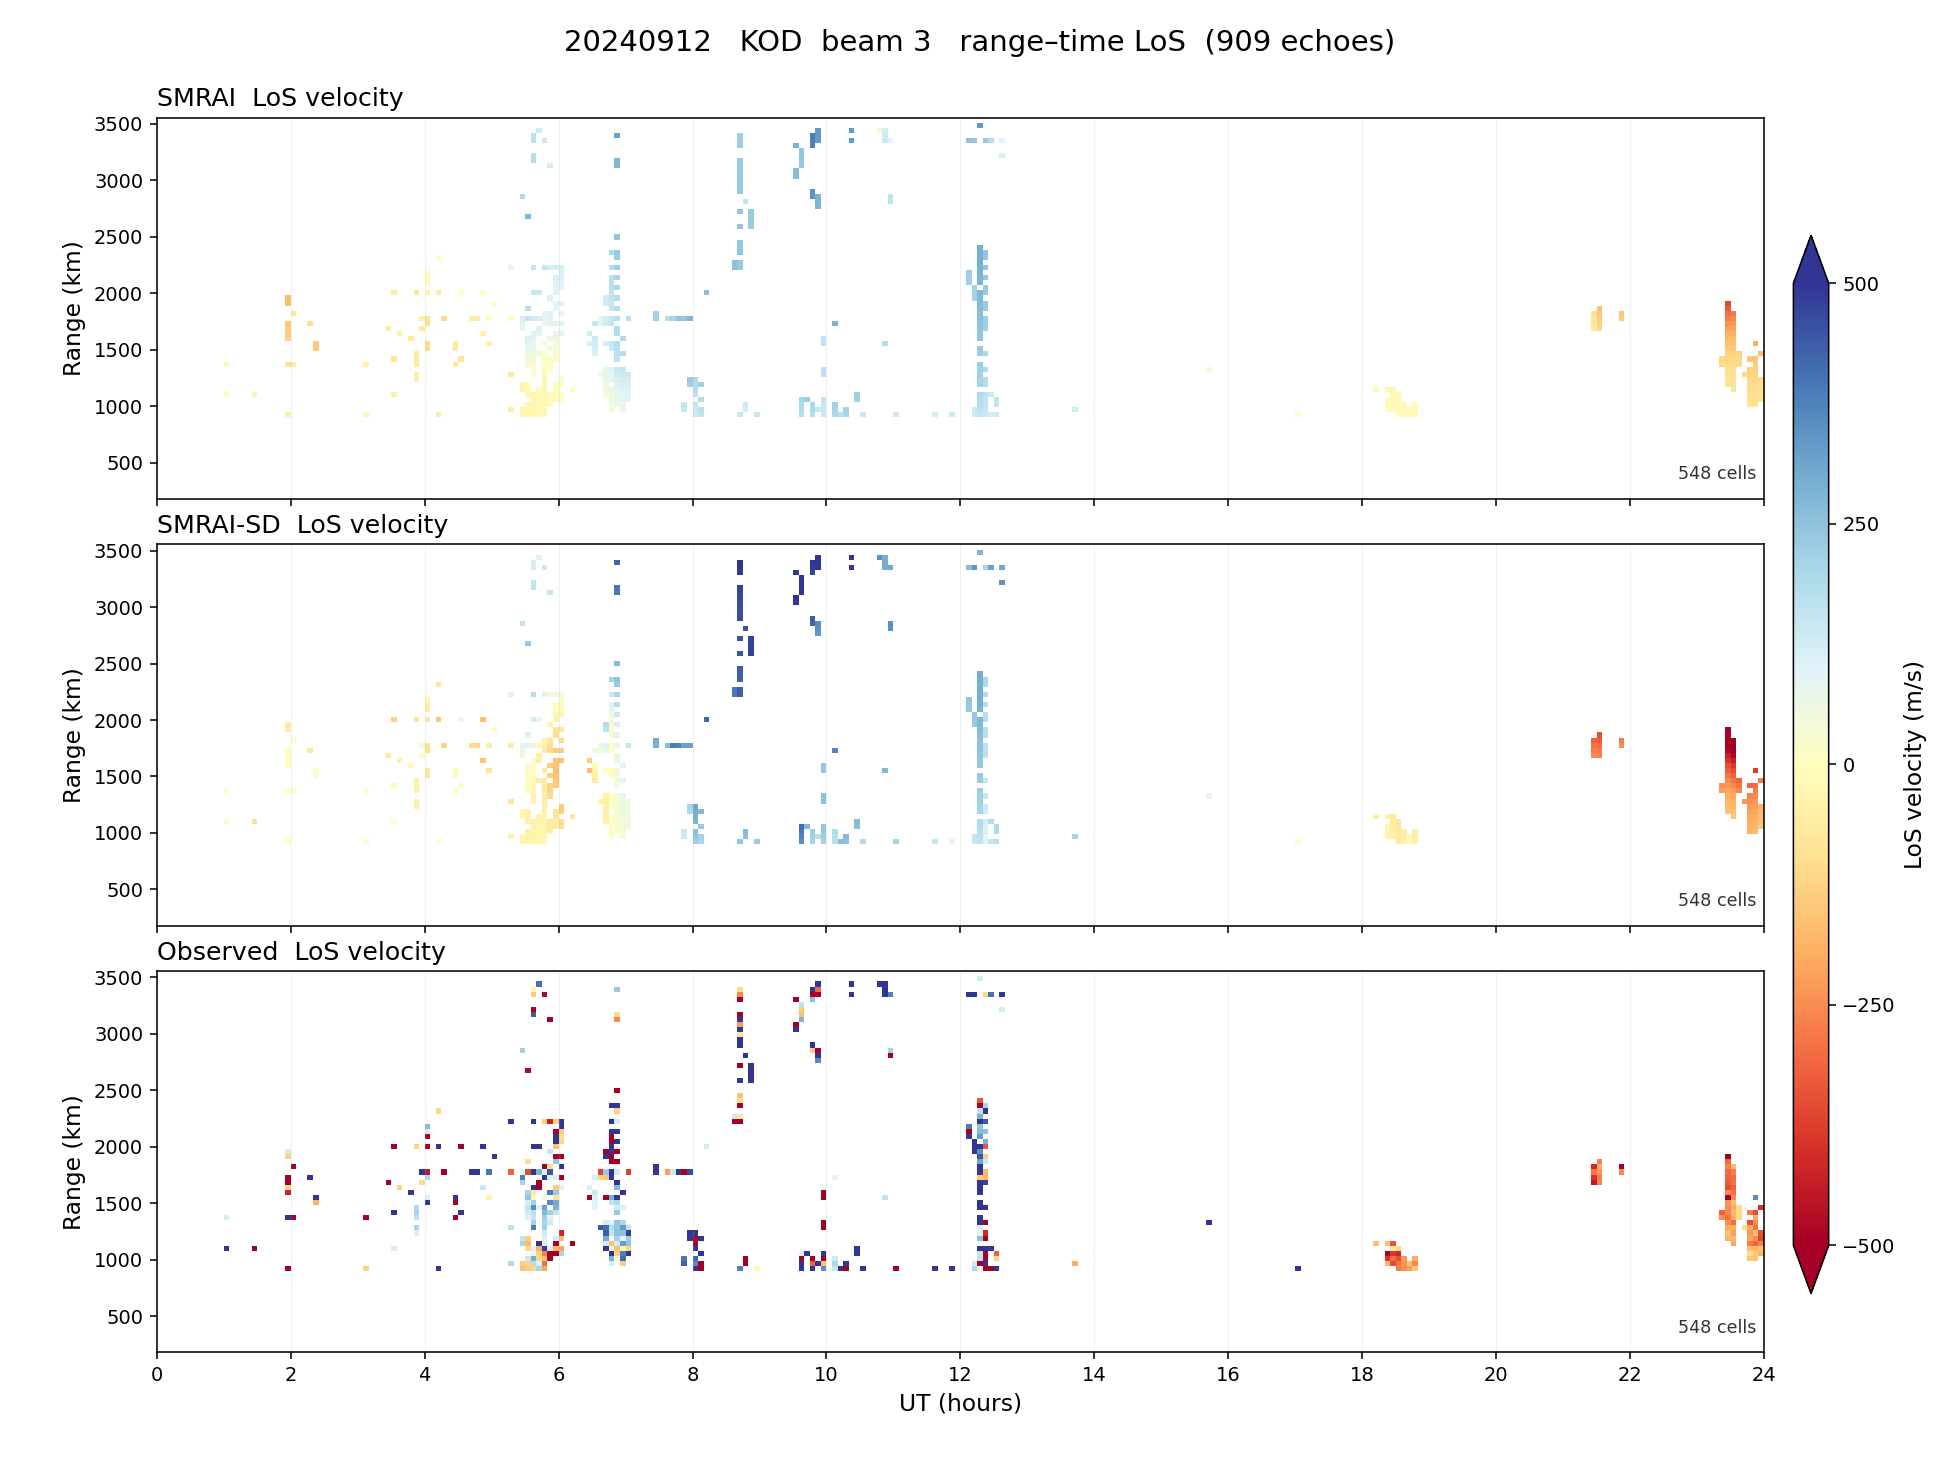 20240912   KOD  beam 3   range–time LoS  (909 echoes)
SMRAI  LoS velocity
3500
3000
2500
2000
1500
1000
500
Range (km)
548 cells
SMRAI-SD  LoS velocity
3500
3000
2500
2000
1500
1000
500
Range (km)
548 cells
Observed  LoS velocity
3500
3000
2500
2000
1500
1000
500
Range (km)
548 cells
0 2 4 6 8 10 12 14 16 18 20 22 24
UT (hours)
500
250
0
−250
−500
LoS velocity (m/s)